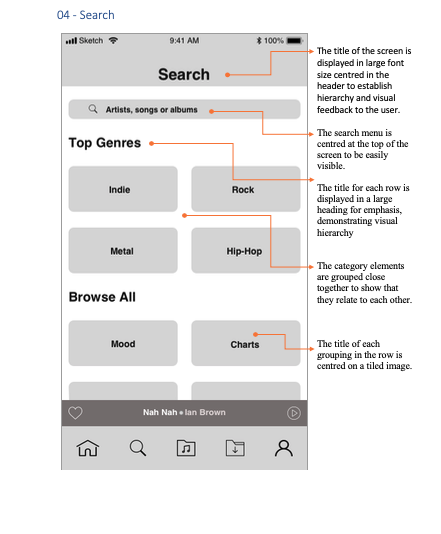 04 - Search
Sketch 9:41 AM 100%
Search
Artists, songs or albums
Top Genres
Indie Rock
Metal Hip-Hop
Browse All
Mood Charts
Nah Nah • Ian Brown
The title of the screen is
displayed in large font
size centred in the
header to establish
hierarchy and visual
feedback to the user.
The search menu is
centred at the top of the
screen to be easily
visible.
The title for each row is
displayed in a large
heading for emphasis,
demonstrating visual
hierarchy
The category elements
are grouped close
together to show that
they relate to each other.
The title of each
grouping in the row is
centred on a tiled image.